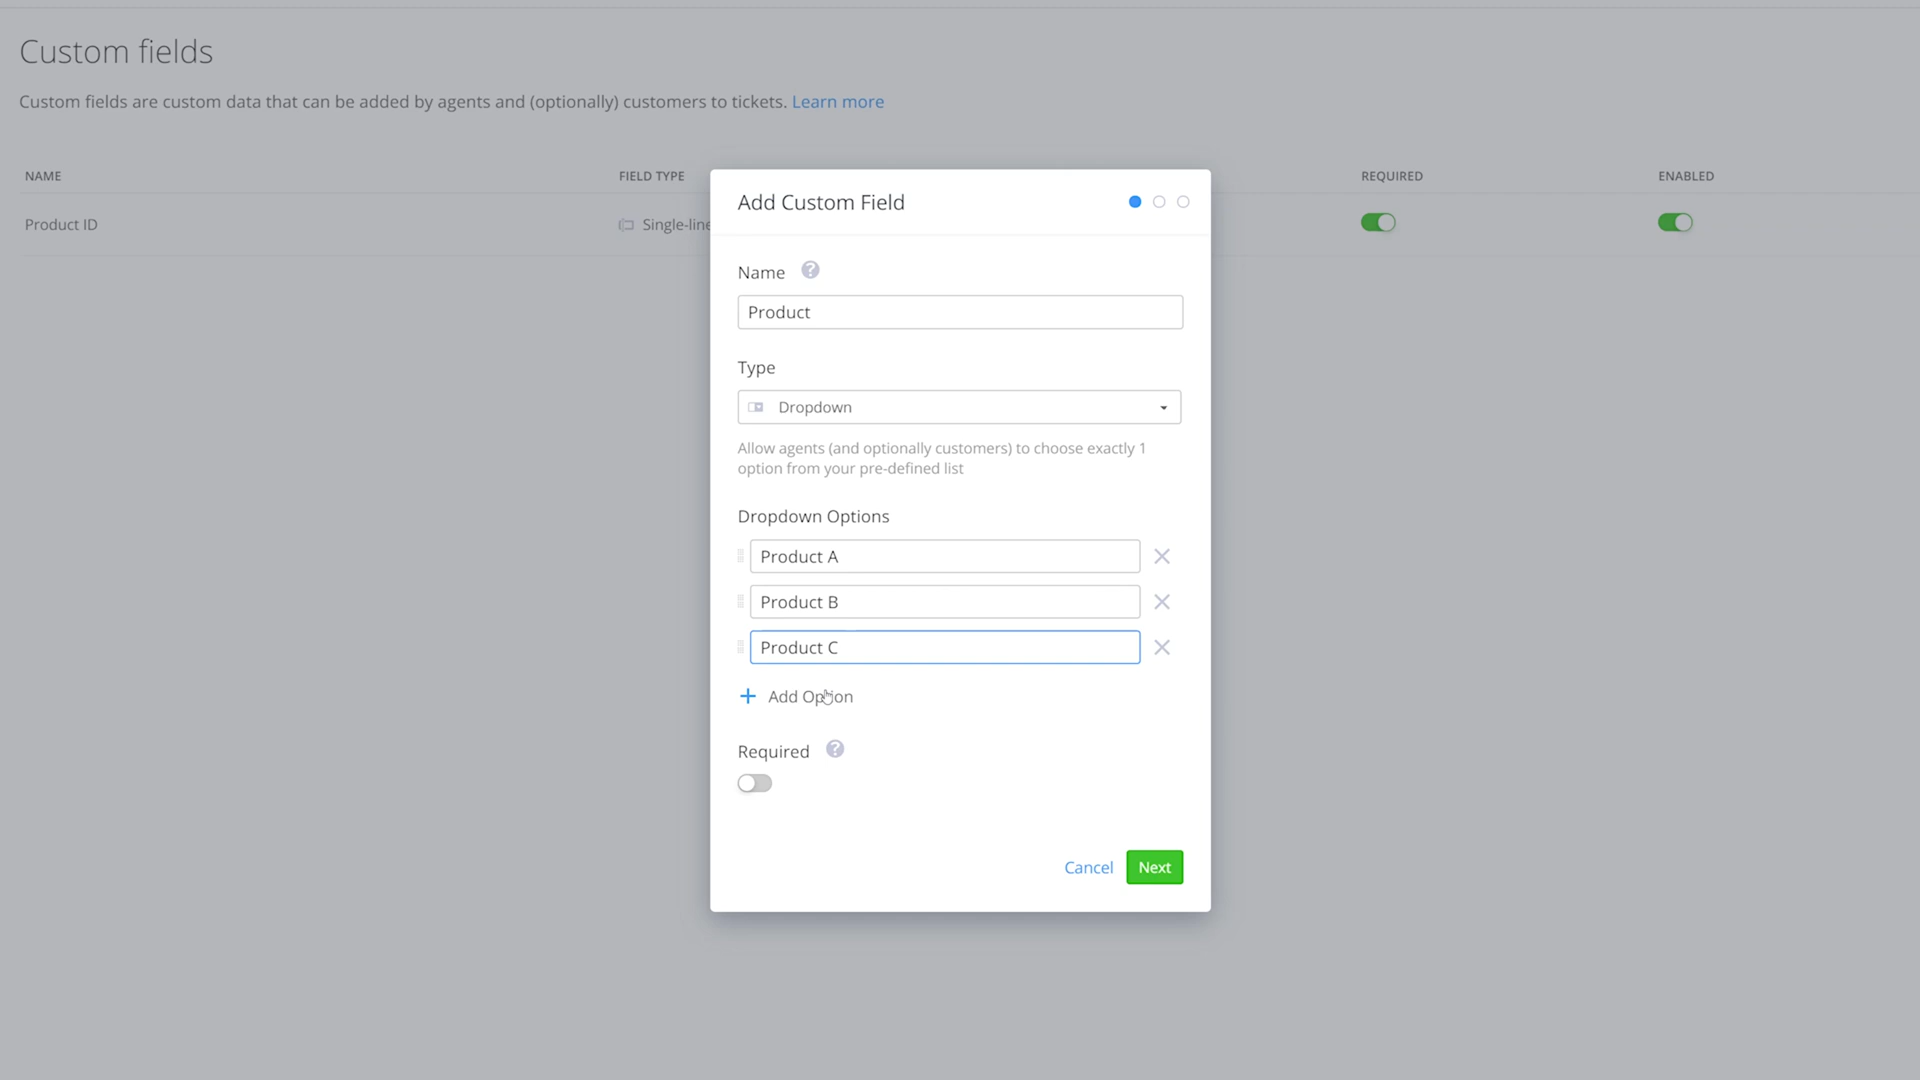 Custom fields
Custom fields are custom data that can be added by agents and (optionally) customers to tickets. Learn more
NAME FIELD TYPE REQUIRED ENABLED
Product ID Single-line
Add Custom Field
Name ?
Product
Type
Dropdown
Allow agents (and optionally customers) to choose exactly 1
option from your pre-defined list
Dropdown Options
Product A
Product B
Product C
+ Add Option
Required ?
Cancel Next